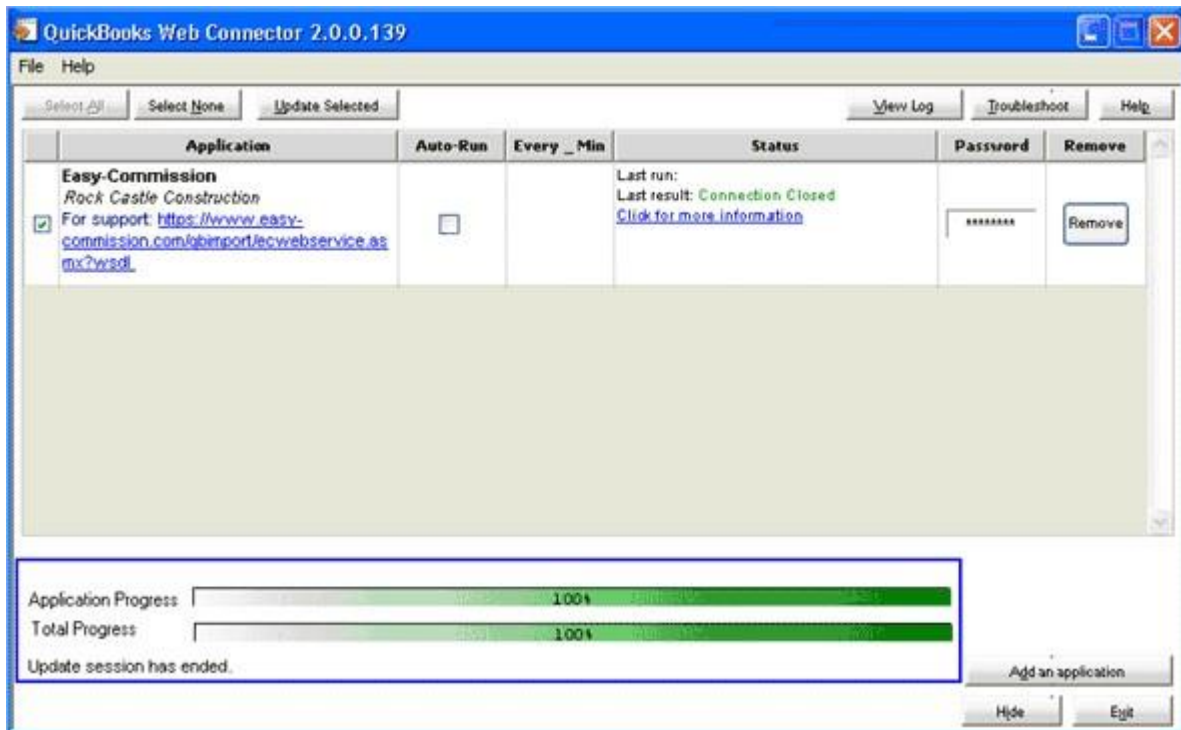 QuickBooks Web Connector 2.0.0.139
File Help
Select All Select None Update Selected View Log Troubleshoot Help
Application Auto-Run Every _ Min Status Password Remove
Easy-Commission
Rock Castle Construction
For support: https://www.easy-
commission.com/qbimport/ecwebservice.as
mx?wsdl
Last run:
Last result: Connection Closed
Click for more information
********
Remove
Application Progress 100%
Total Progress 100%
Update session has ended.
Add an application
Hide Exit